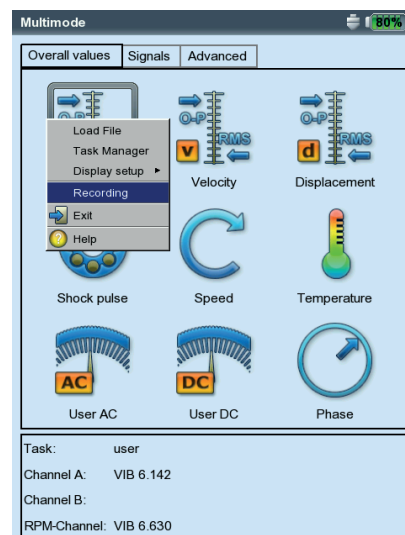 Multimode 80%
Overall values Signals Advanced
O-P
Load File
Task Manager
Display setup
Recording
Exit
Help
O-P
RMS
v
Velocity
O-P
RMS
d
Displacement
Shock pulse Speed Temperature
AC
DC
User AC User DC Phase
Task: user
Channel A: VIB 6.142
Channel B:
RPM-Channel: VIB 6.630